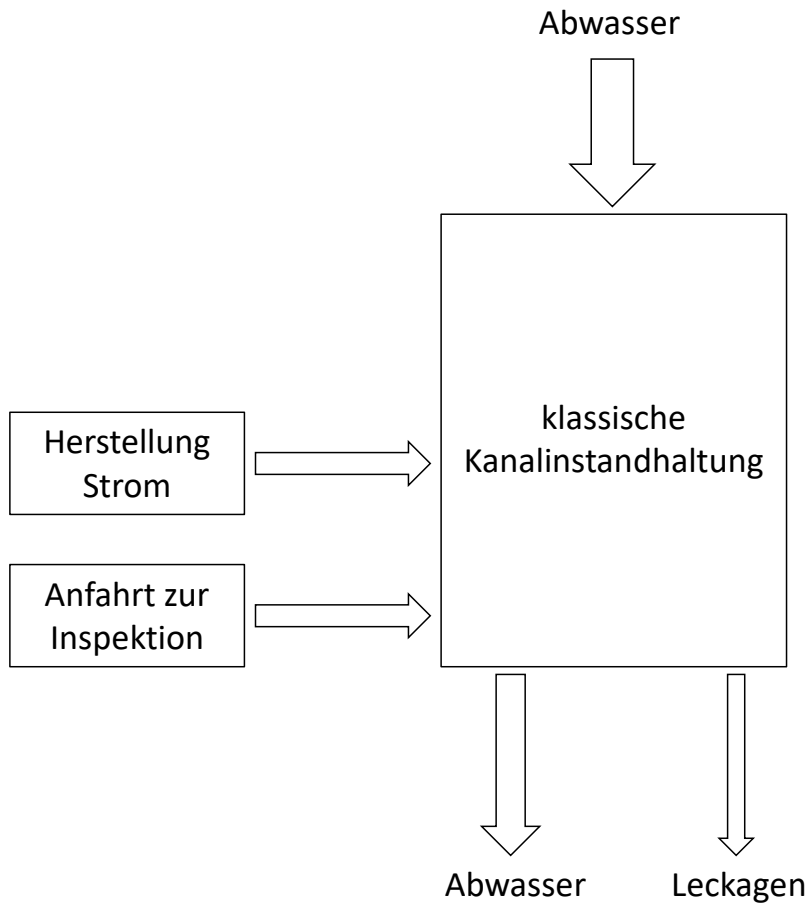 Abwasser
klassische
Kanalinstandhaltung
Herstellung
Strom
Anfahrt zur
Inspektion
Abwasser
Leckagen